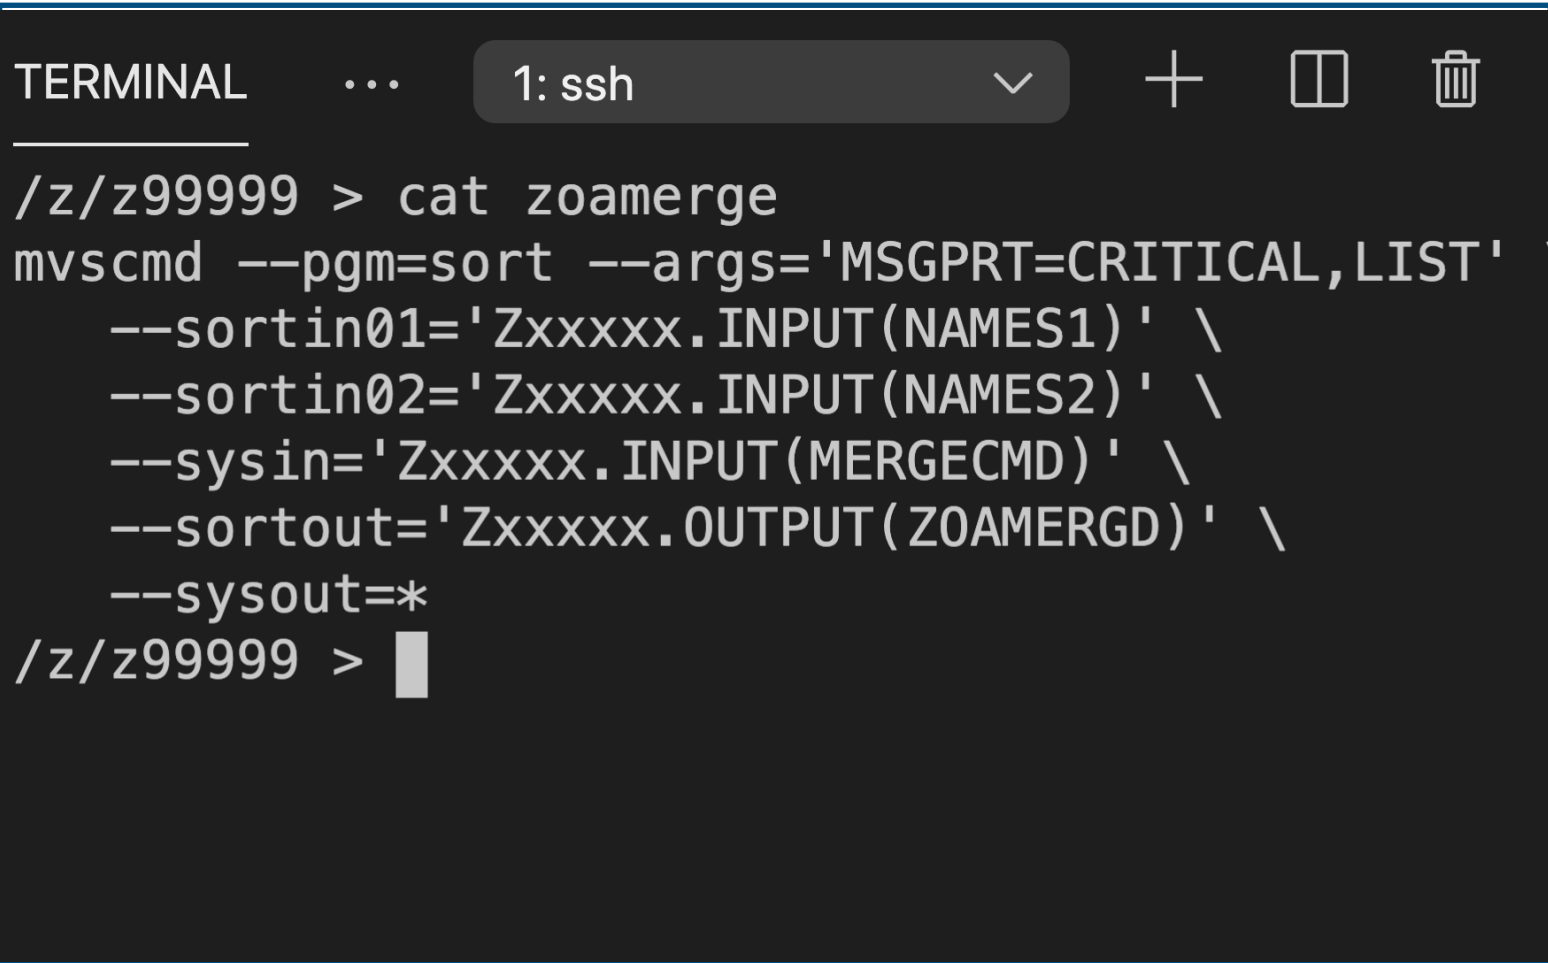 TERMINAL ... 1: ssh
/z/z99999 > cat zoamerge
mvscmd --pgm=sort --args='MSGPRT=CRITICAL,LIST' \
   --sortin01='Zxxxxx.INPUT(NAMES1)' \
   --sortin02='Zxxxxx.INPUT(NAMES2)' \
   --sysin='Zxxxxx.INPUT(MERGECMD)' \
   --sortout='Zxxxxx.OUTPUT(ZOAMERGD)' \
   --sysout=*
/z/z99999 >